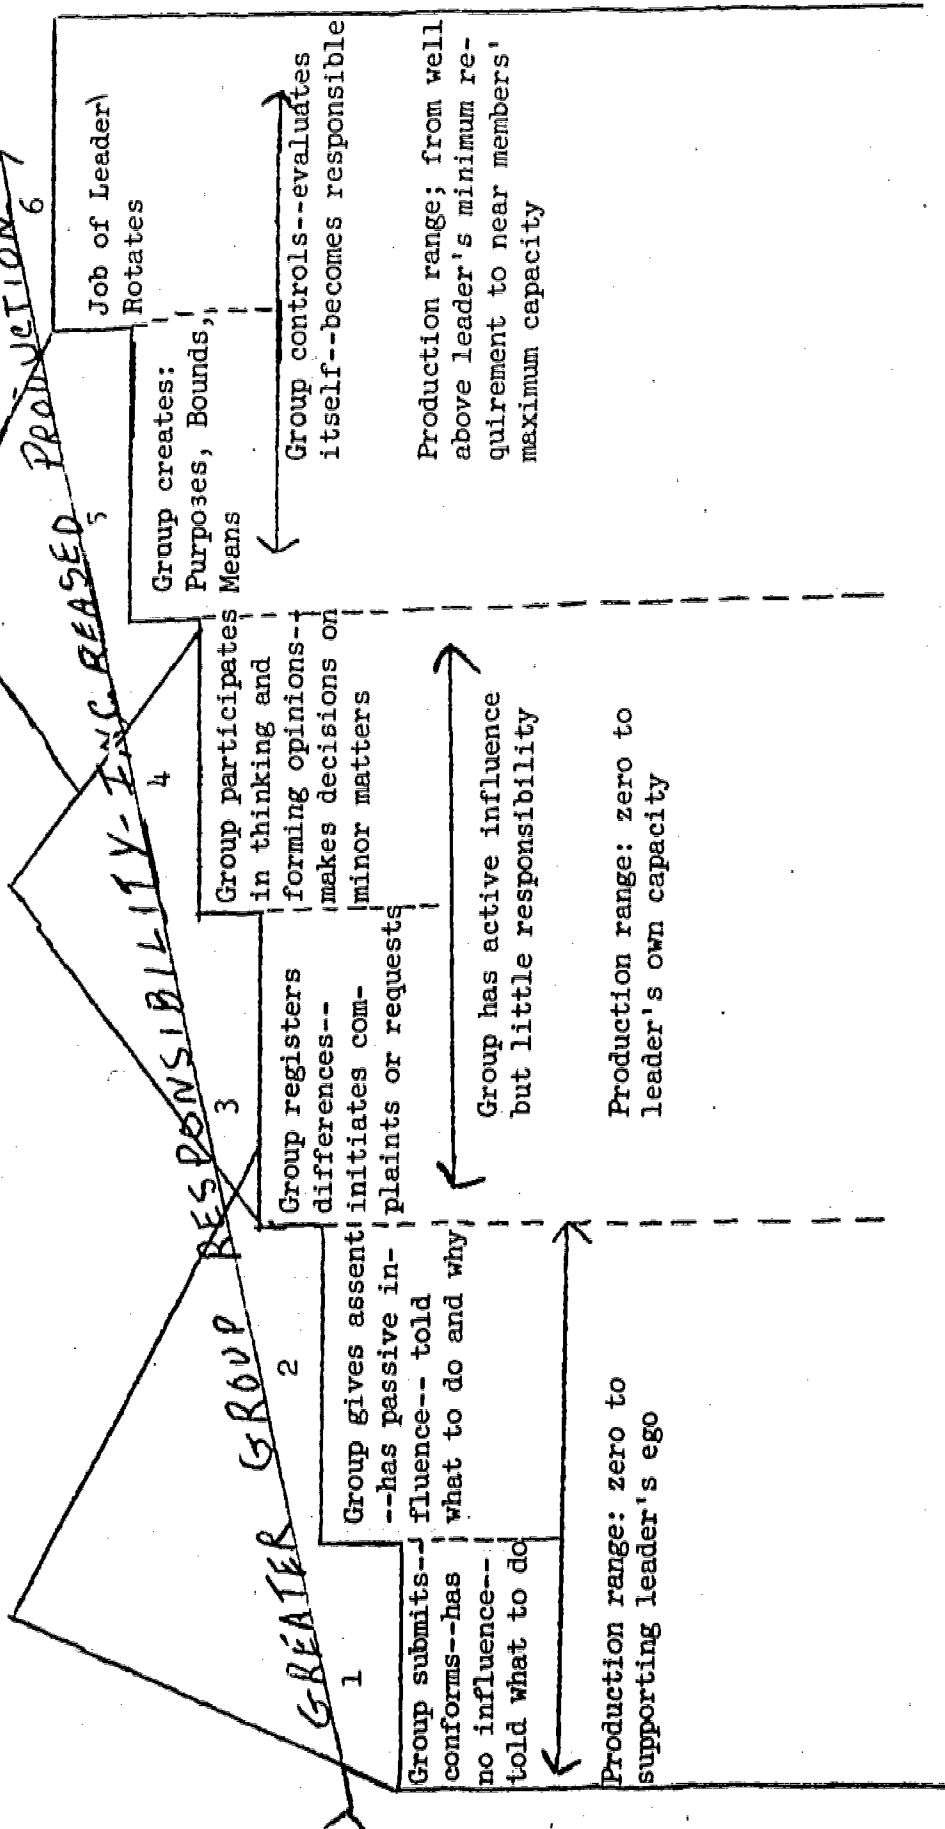 GREATER GROUP RESPONSIBILITY-INCREASED PRODUCTION
1
Group submits--
conforms--has
no influence--
told what to do
2
Group gives assent
--has passive in-
fluence-- told
what to do and why
Production range: zero to
supporting leader's ego
3
Group registers
differences--
initiates com-
plaints or requests
4
Group participates
in thinking and
forming opinions--
makes decisions on
minor matters
Group has active influence
but little responsibility
Production range: zero to
leader's own capacity
5
Group creates:
Purposes, Bounds,
Means
6
Job of Leader
Rotates
Group controls--evaluates
itself--becomes responsible
Production range; from well
above leader's minimum re-
quirement to near members'
maximum capacity